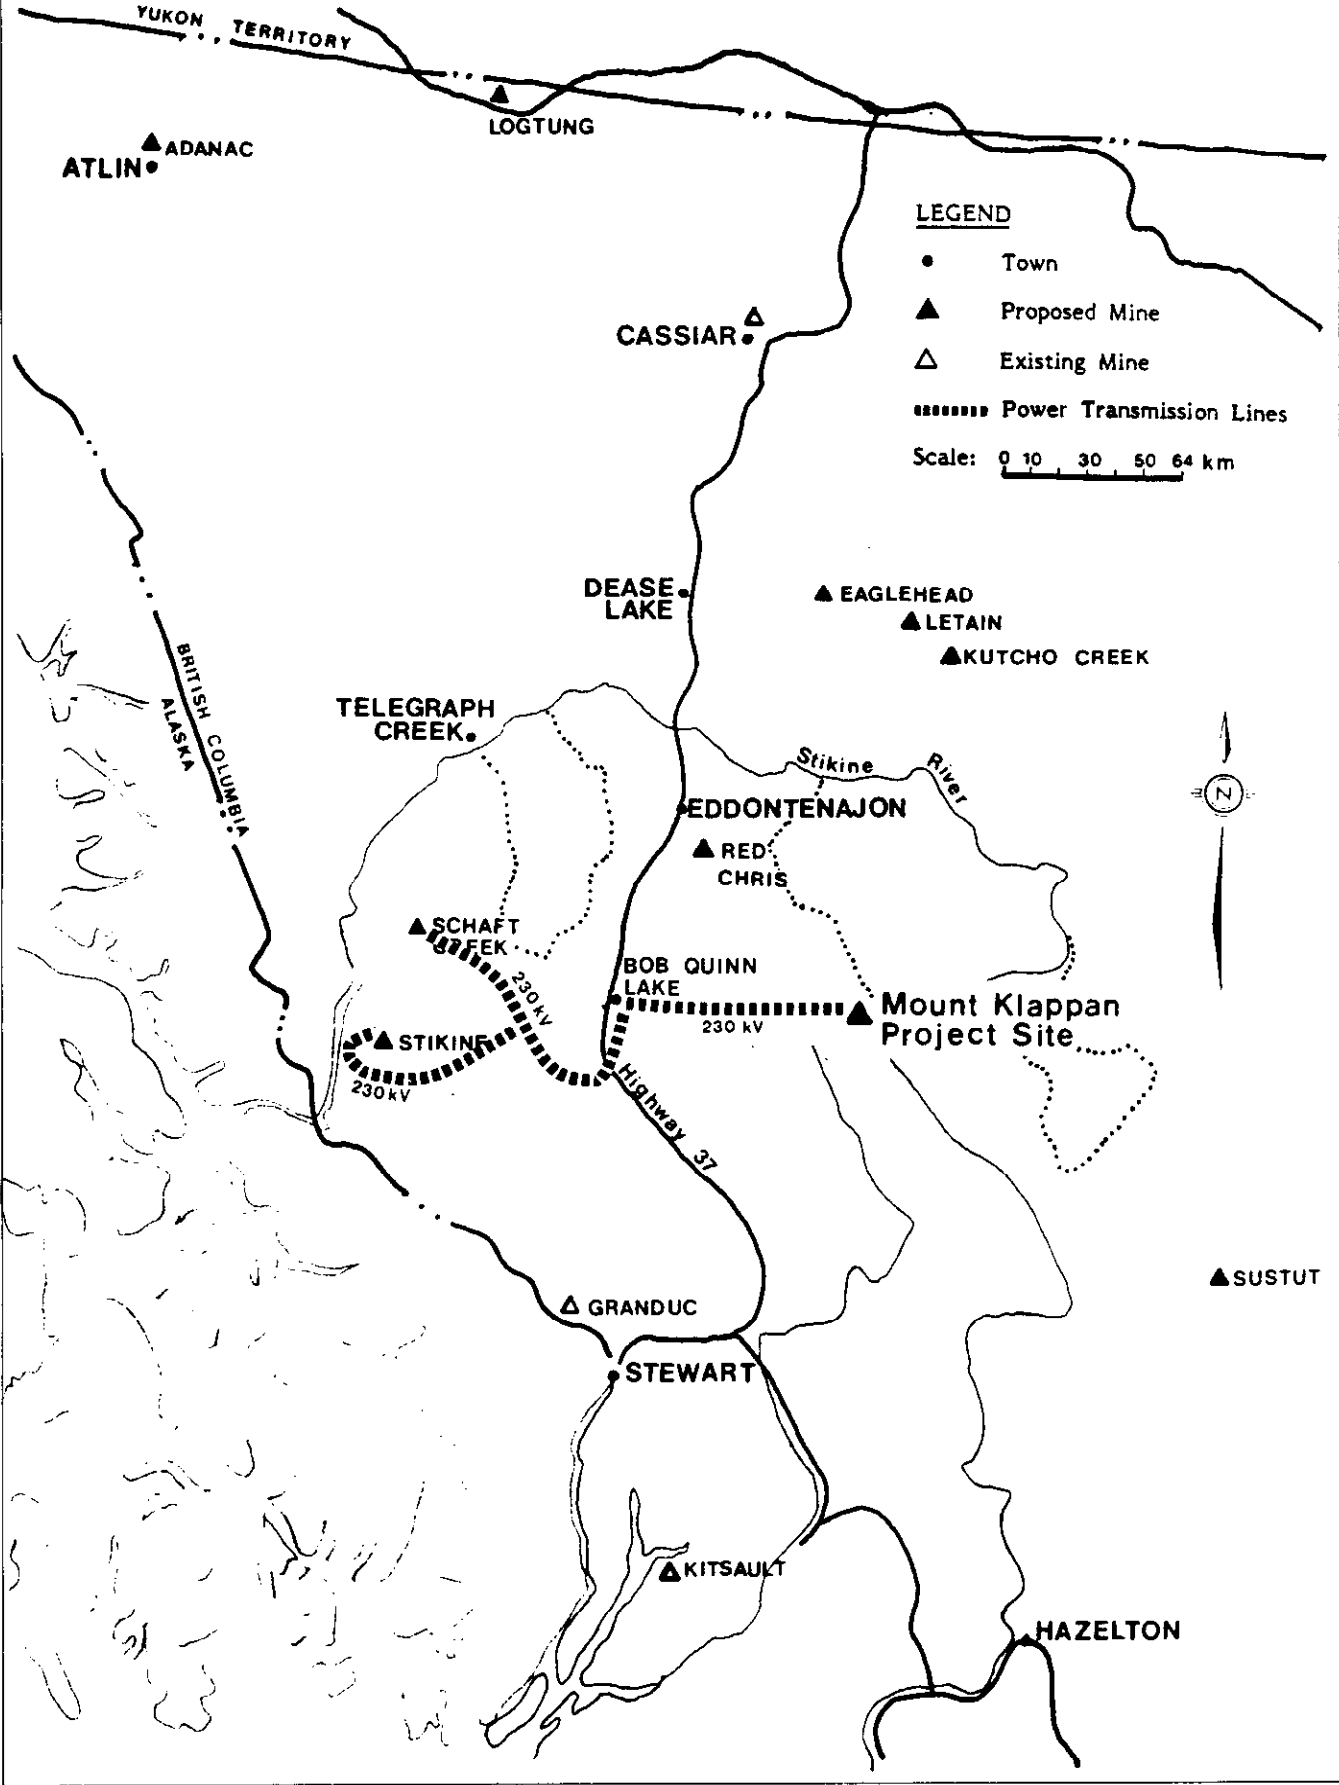 YUKON TERRITORY
LOGTUNG
ADANAC
ATLIN
LEGEND
Town
Proposed Mine
Existing Mine
Power Transmission Lines
Scale: 0 10 30 50 64 km
CASSIAR
DEASE
LAKE
EAGLEHEAD
LETAIN
KUTCHO CREEK
BRITISH COLUMBIA
ALASKA
TELEGRAPH
CREEK
Stikine River
N
EDDONTENAJON
RED
CHRIS
SCHAFT
CREEK
230 kV
BOB QUINN
LAKE
230 kV
Mount Klappan
Project Site
STIKINE
230 kV
Highway 37
SUSTUT
GRANDUC
STEWART
KITSAULT
HAZELTON